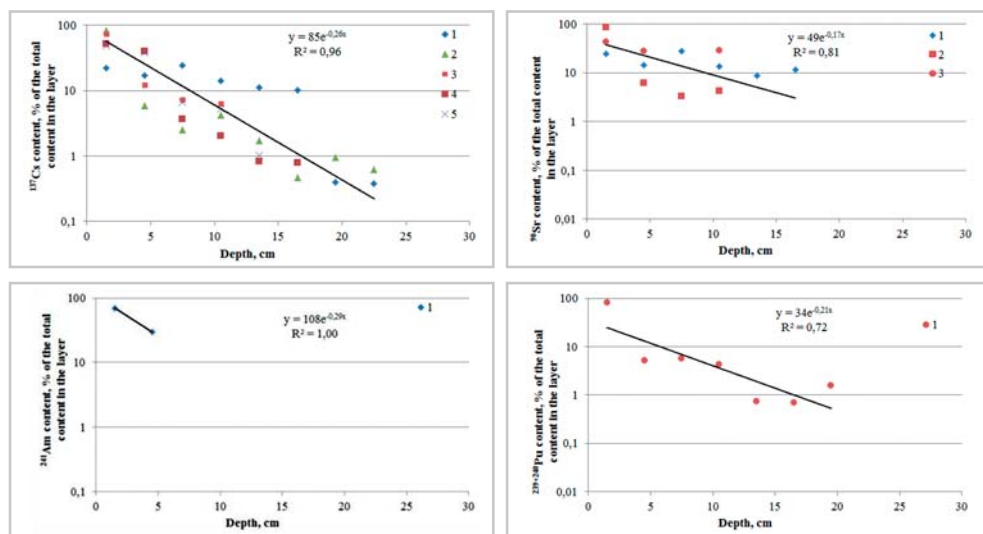 ¹³⁷Cs content, % of the total
content in the layer
100
10
1
0,1
0
5
10
15
20
25
30
Depth, cm
y = 85e^-0,26x
R² = 0,96
1
2
3
4
5
⁹⁰Sr content, % of the total content
in the layer
100
10
1
0,1
0,01
0
5
10
15
20
25
30
Depth, cm
y = 49e^-0,17x
R² = 0,81
1
2
3
²⁴¹Am content, % of the total
content in the layer
100
10
1
0,1
0
5
10
15
20
25
30
Depth, cm
y = 108e^-0,29x
R² = 1,00
1
²³⁹⁺²⁴⁰Pu content, % of the total
content in the layer
100
10
1
0,1
0,01
0
5
10
15
20
25
30
Depth, cm
y = 34e^-0,21x
R² = 0,72
1